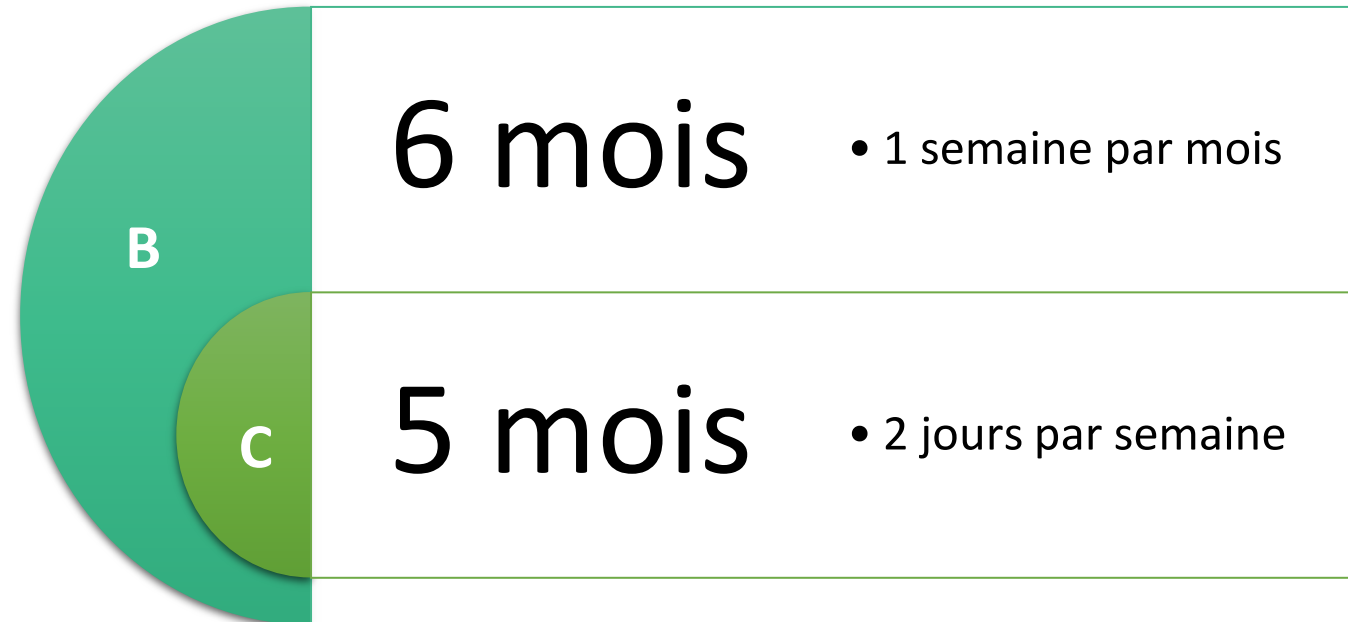 B
6 mois
• 1 semaine par mois
C
5 mois
• 2 jours par semaine